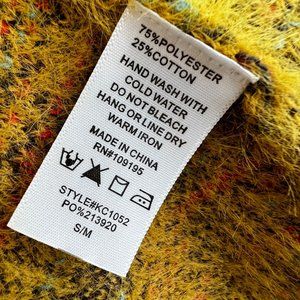 75%POLYESTER
25%COTTON
HAND WASH WITH
COLD WATER
DO NOT BLEACH
HANG OR LINE DRY
WARM IRON
MADE IN CHINA
RN#109195
STYLE#KC1052
PO%213920
S/M